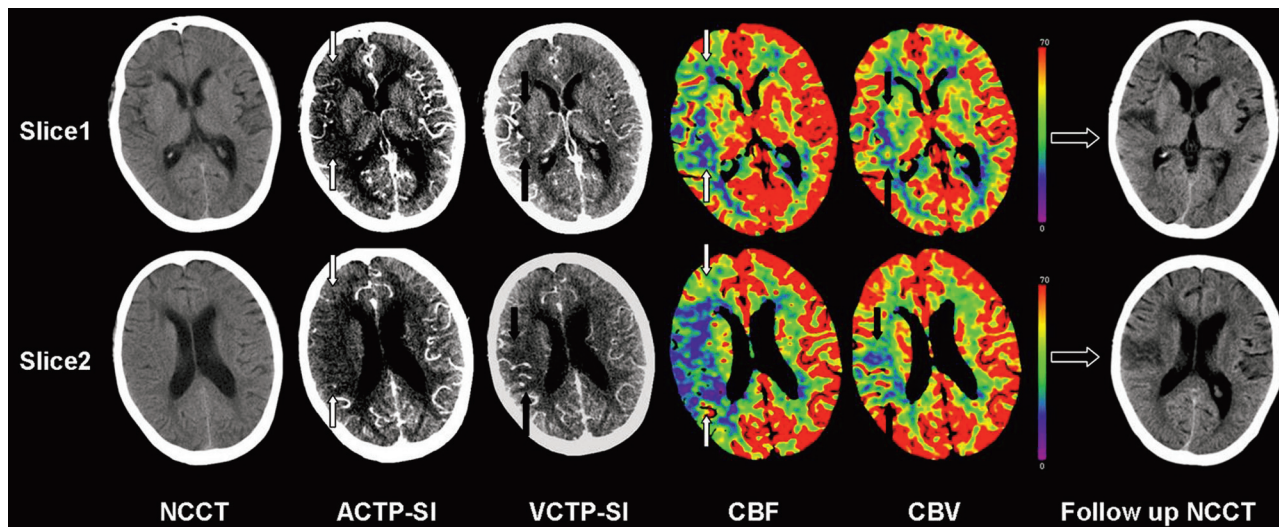 Slice1
70
0
Slice2
70
0
NCCT
ACTP-SI
VCTP-SI
CBF
CBV
Follow up NCCT